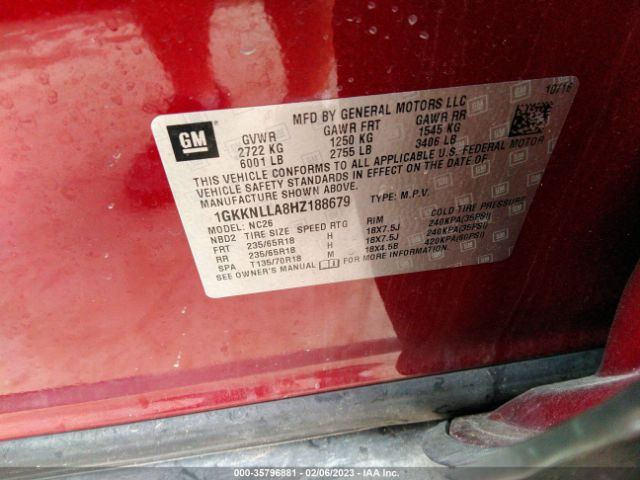 10/16
MFD BY GENERAL MOTORS LLC
GM
GVWR GAWR FRT GAWR RR
2722 KG 1250 KG 1545 KG
6001 LB 2755 LB 3406 LB
THIS VEHICLE CONFORMS TO ALL APPLICABLE U.S. FEDERAL MOTOR
VEHICLE SAFETY STANDARDS IN EFFECT ON THE DATE OF
MANUFACTURE SHOWN ABOVE.
1GKKNLLA8HZ188679 TYPE: M.P.V.
MODEL: NC26
NBD2 TIRE SIZE SPEED RTG RIM COLD TIRE PRESSURE
FRT 235/65R18 H 18X7.5J 240KPA(35PSI)
RR 235/65R18 H 18X7.5J 240KPA(35PSI)
SPA T135/70R18 M 18X4.5B 420KPA(60PSI)
SEE OWNER'S MANUAL FOR MORE INFORMATION.
000-35796881 - 02/06/2023 - IAA Inc.